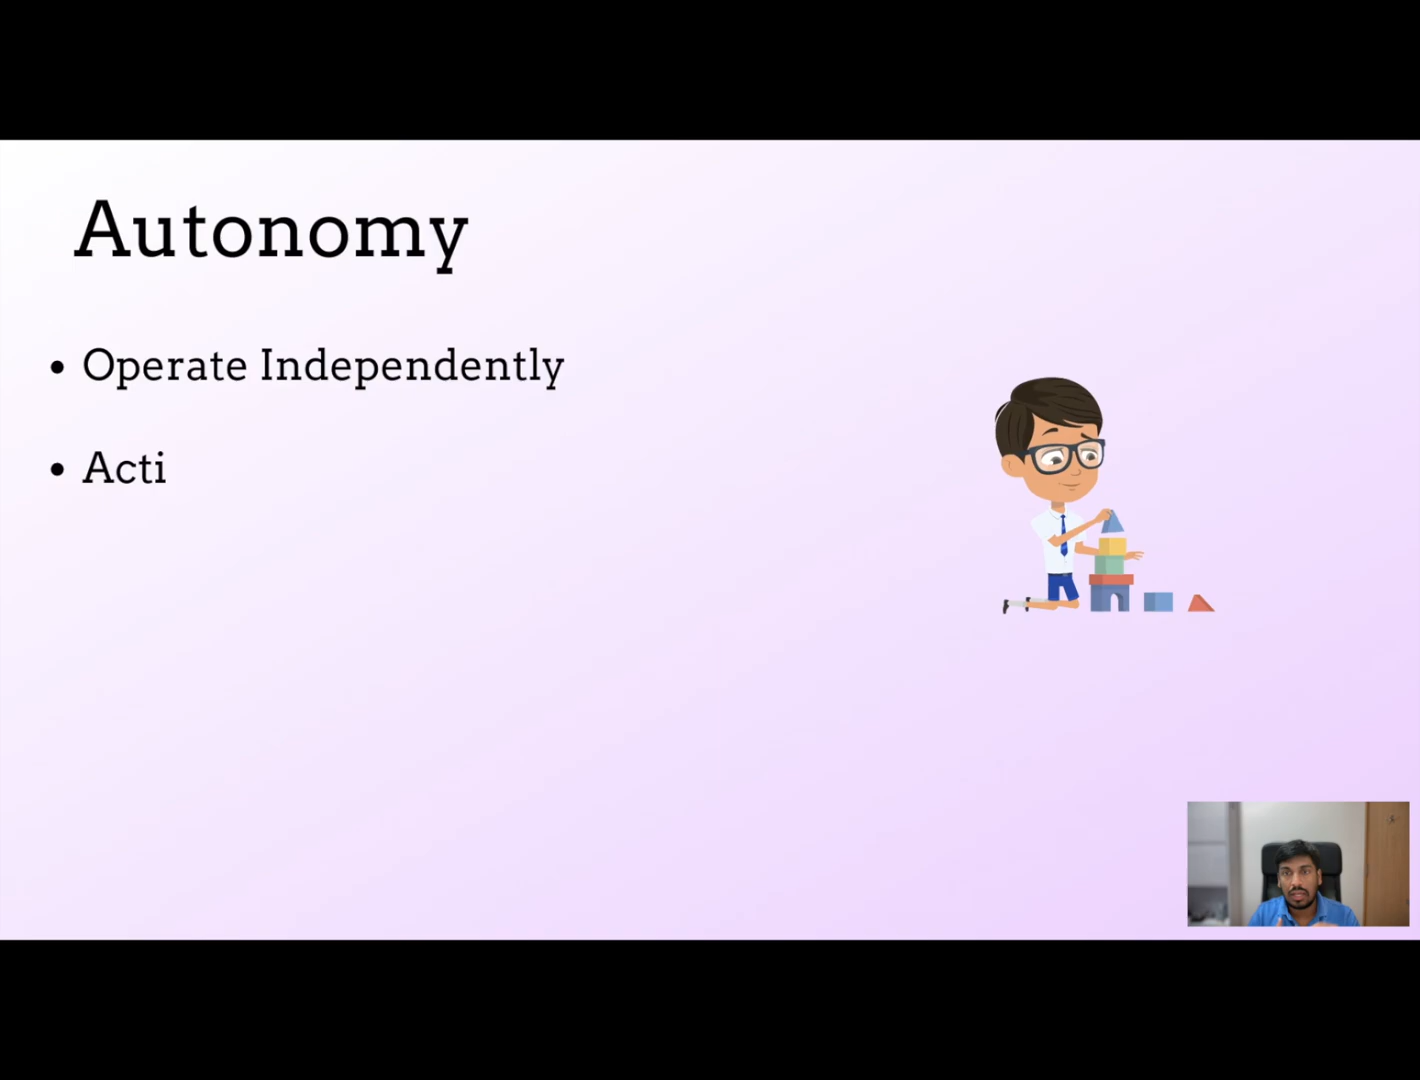 Autonomy
• Operate Independently
• Acti